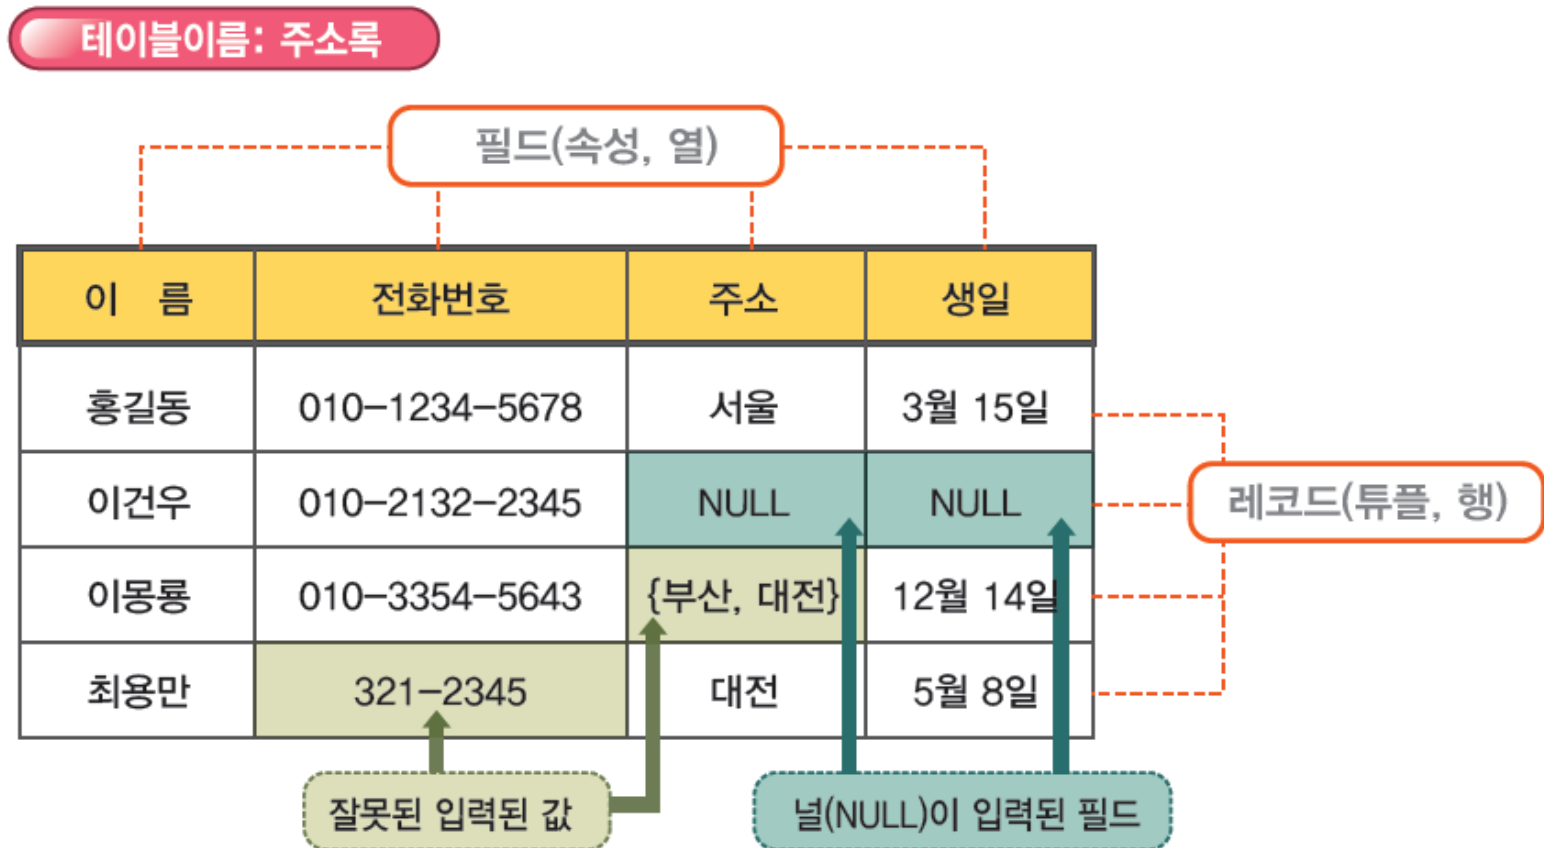 테이블이름: 주소록
필드(속성, 열)
이 름 전화번호 주소 생일
홍길동 010-1234-5678 서울 3월 15일
이건우 010-2132-2345 NULL NULL
레코드(튜플, 행)
이몽룡 010-3354-5643 {부산, 대전} 12월 14일
최용만 321-2345 대전 5월 8일
잘못된 입력된 값 널(NULL)이 입력된 필드